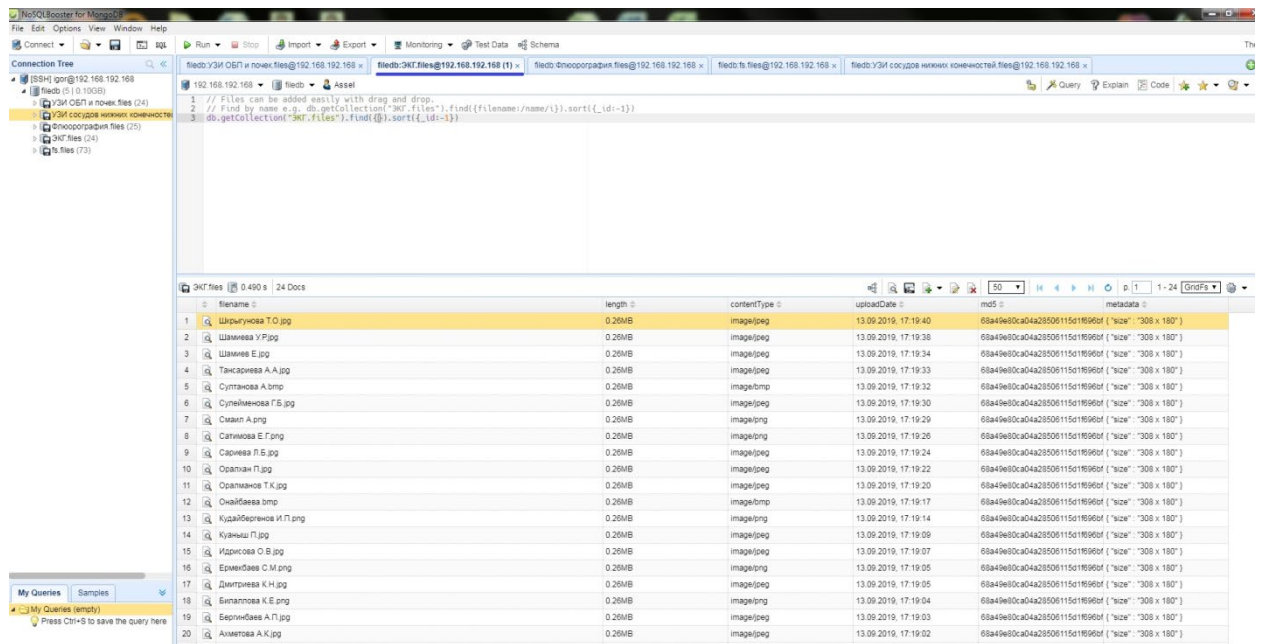 NoSQLBooster for MongoDB
File Edit Options View Window Help
Connect SQL Run Stop Import Export Monitoring Test Data Schema
Connection Tree
[SSH] igor@192.168.192.168
filedb (5 | 0.10GB)
УЗИ ОБП и почек.files (24)
УЗИ сосудов нижних конечностей
Флюорография.files (25)
ЭКГ.files (24)
fs.files (73)
filedb:УЗИ ОБП и почек.files@192.168.192.168 filedb:ЭКГ.files@192.168.192.168 (1) filedb:Флюорография.files@192.168.192.168 filedb:fs.files@192.168.192.168 filedb:УЗИ сосудов нижних конечностей.files@192.168.192.168
192.168.192.168 filedb Assel Query Explain Code
1 // Files can be added easily with drag and drop.
2 // Find by name e.g. db.getCollection("ЭКГ.files").find({filename:/name/i}).sort({_id:-1})
3 db.getCollection("ЭКГ.files").find({}).sort({_id:-1})
ЭКГ.files 0.490 s 24 Docs 50 p. 1 1 - 24 GridFs
filename length contentType uploadDate md5 metadata
1 Шкрыгунова Т.О.jpg 0.26MB image/jpeg 13.09.2019, 17:19:40 68a49e80ca04a28506115d1f696bf { "size" : "308 x 180" }
2 Шамиева У.Р.jpg 0.26MB image/jpeg 13.09.2019, 17:19:38 68a49e80ca04a28506115d1f696bf { "size" : "308 x 180" }
3 Шамиев Е.jpg 0.26MB image/jpeg 13.09.2019, 17:19:34 68a49e80ca04a28506115d1f696bf { "size" : "308 x 180" }
4 Тансариева А.А.jpg 0.26MB image/jpeg 13.09.2019, 17:19:33 68a49e80ca04a28506115d1f696bf { "size" : "308 x 180" }
5 Султанова А.bmp 0.26MB image/bmp 13.09.2019, 17:19:32 68a49e80ca04a28506115d1f696bf { "size" : "308 x 180" }
6 Сулейменова Г.Б.jpg 0.26MB image/jpeg 13.09.2019, 17:19:30 68a49e80ca04a28506115d1f696bf { "size" : "308 x 180" }
7 Смаил А.png 0.26MB image/png 13.09.2019, 17:19:29 68a49e80ca04a28506115d1f696bf { "size" : "308 x 180" }
8 Сатимова Е.Г.png 0.26MB image/png 13.09.2019, 17:19:26 68a49e80ca04a28506115d1f696bf { "size" : "308 x 180" }
9 Сариева Л.Б.jpg 0.26MB image/jpeg 13.09.2019, 17:19:24 68a49e80ca04a28506115d1f696bf { "size" : "308 x 180" }
10 Оралхан П.jpg 0.26MB image/jpeg 13.09.2019, 17:19:22 68a49e80ca04a28506115d1f696bf { "size" : "308 x 180" }
11 Оралманов Т.К.jpg 0.26MB image/jpeg 13.09.2019, 17:19:20 68a49e80ca04a28506115d1f696bf { "size" : "308 x 180" }
12 Онайбаева.bmp 0.26MB image/bmp 13.09.2019, 17:19:17 68a49e80ca04a28506115d1f696bf { "size" : "308 x 180" }
13 Кудайбергенов И.П.png 0.26MB image/png 13.09.2019, 17:19:14 68a49e80ca04a28506115d1f696bf { "size" : "308 x 180" }
14 Куаныш П.jpg 0.26MB image/jpeg 13.09.2019, 17:19:09 68a49e80ca04a28506115d1f696bf { "size" : "308 x 180" }
15 Идрисова О.В.jpg 0.26MB image/jpeg 13.09.2019, 17:19:07 68a49e80ca04a28506115d1f696bf { "size" : "308 x 180" }
16 Ермекбаев С.М.png 0.26MB image/png 13.09.2019, 17:19:05 68a49e80ca04a28506115d1f696bf { "size" : "308 x 180" }
17 Дмитриева К.Н.jpg 0.26MB image/jpeg 13.09.2019, 17:19:05 68a49e80ca04a28506115d1f696bf { "size" : "308 x 180" }
18 Билаллова К.Е.png 0.26MB image/png 13.09.2019, 17:19:04 68a49e80ca04a28506115d1f696bf { "size" : "308 x 180" }
19 Бергинбаев А.П.jpg 0.26MB image/jpeg 13.09.2019, 17:19:03 68a49e80ca04a28506115d1f696bf { "size" : "308 x 180" }
20 Ахметова А.К.jpg 0.26MB image/jpeg 13.09.2019, 17:19:02 68a49e80ca04a28506115d1f696bf { "size" : "308 x 180" }
My Queries Samples
My Queries (empty)
Press Ctrl+S to save the query here